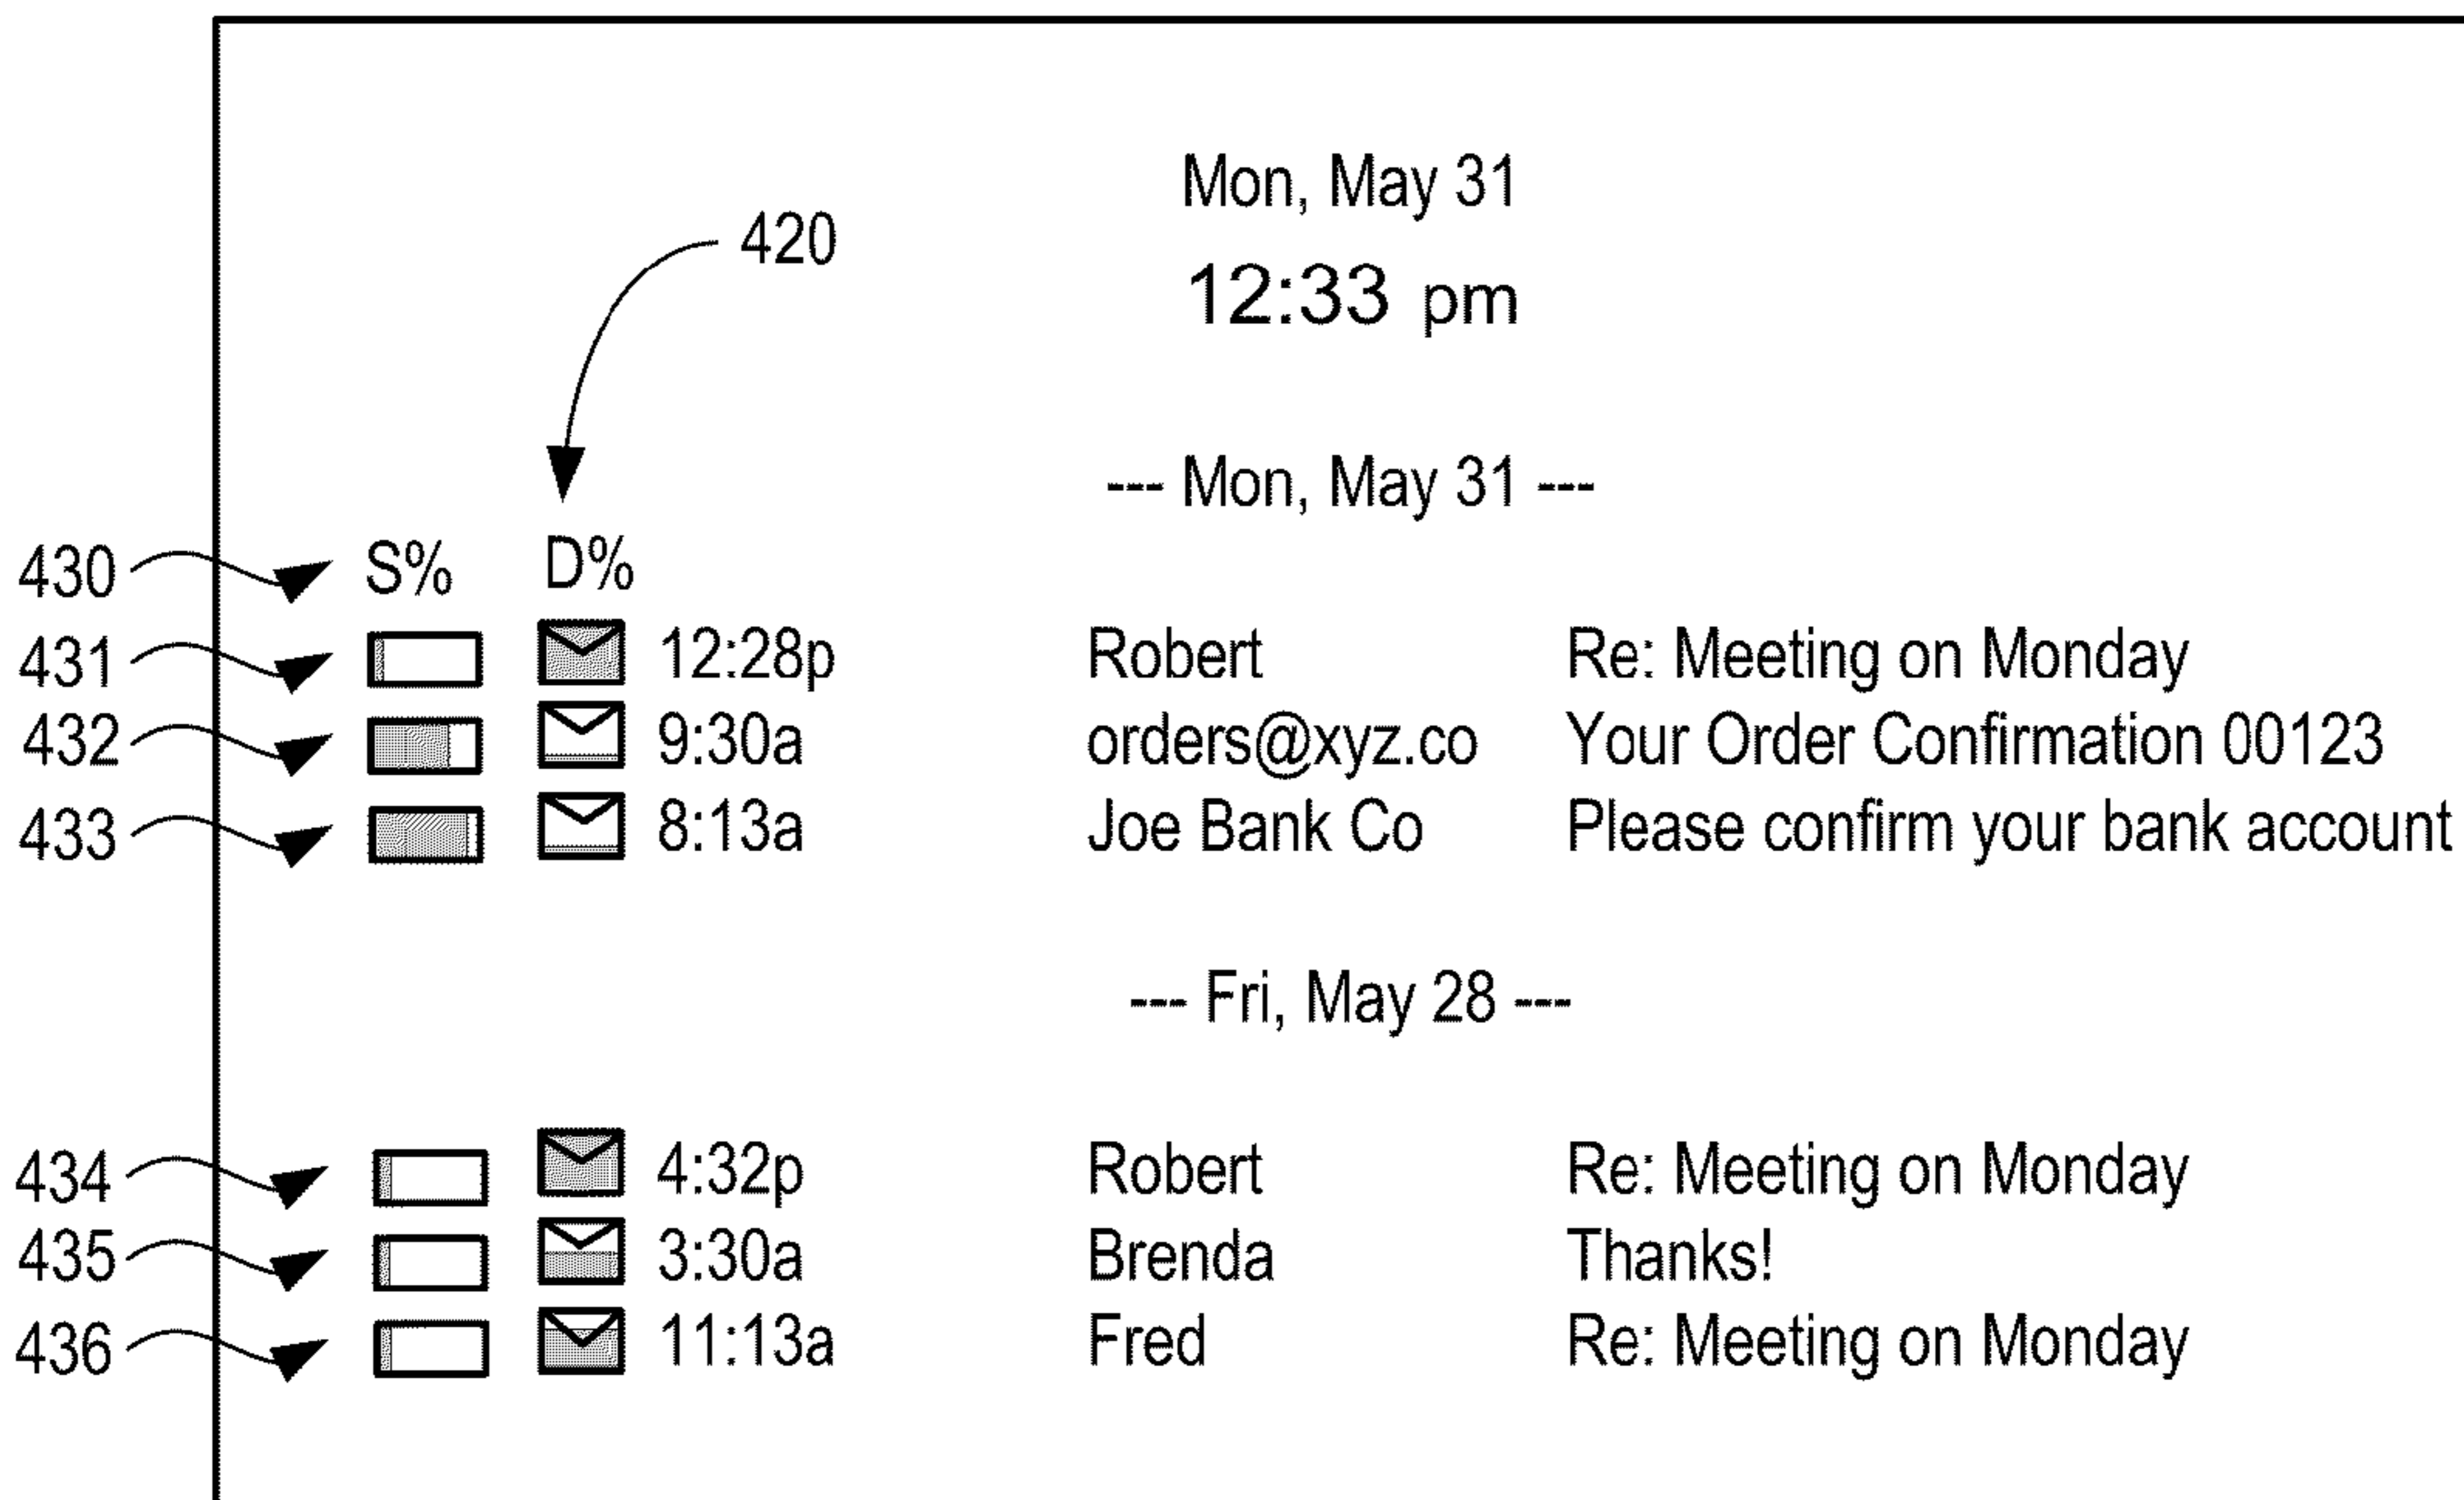 Mon, May 31
420
12:33 pm
--- Mon, May 31 ---
430 S% D%
431 12:28p Robert Re: Meeting on Monday
432 9:30a orders@xyz.co Your Order Confirmation 00123
433 8:13a Joe Bank Co Please confirm your bank account
--- Fri, May 28 ---
434 4:32p Robert Re: Meeting on Monday
435 3:30a Brenda Thanks!
436 11:13a Fred Re: Meeting on Monday